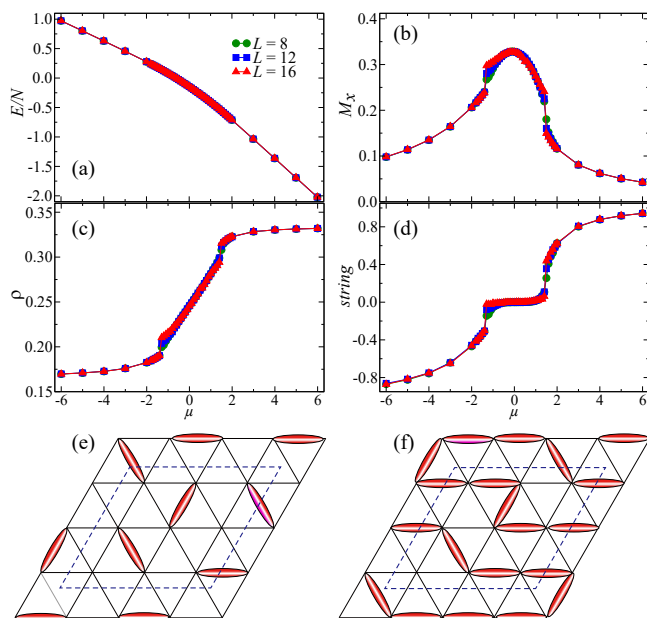 1.0
0.5
0.0
-0.5
-1.0
-1.5
-2.0
E/N
(a)
L = 8
L = 12
L = 16
0.4
0.3
0.2
0.1
0.0
Mx
(b)
0.35
0.30
0.25
0.20
0.15
ρ
(c)
-6 -4 -2 0 2 4 6
μ
0.8
0.4
0.0
-0.4
-0.8
string
(d)
-6 -4 -2 0 2 4 6
μ
(e)
(f)